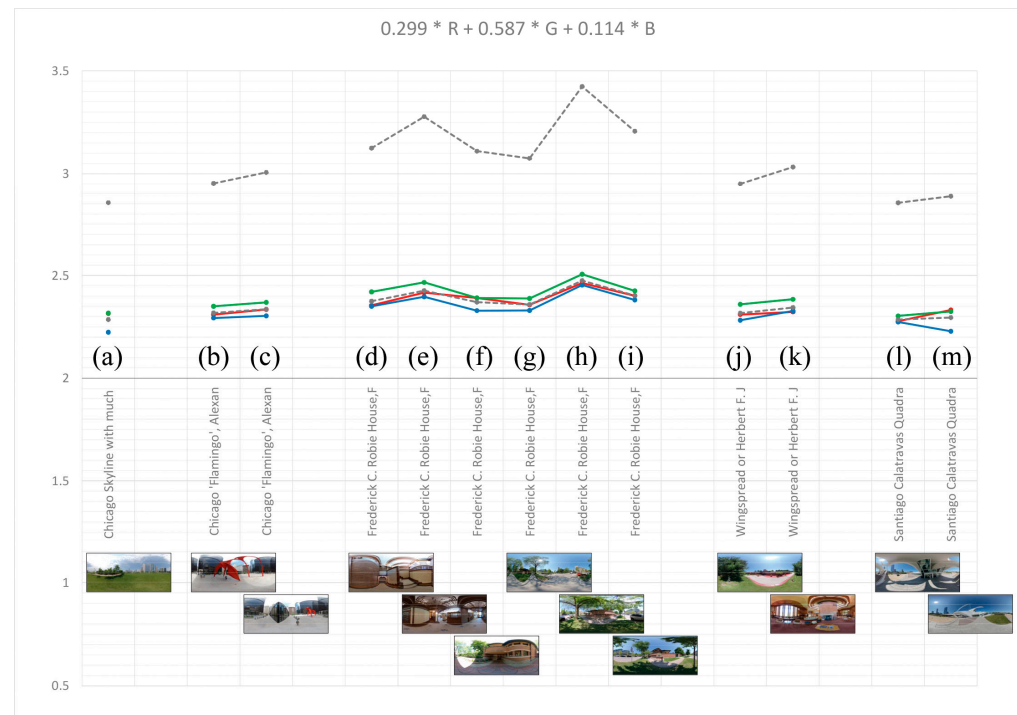 0.299 * R + 0.587 * G + 0.114 * B
3.5
3
2.5
2
1.5
1
0.5
(a)
(b)
(c)
(d)
(e)
(f)
(g)
(h)
(i)
(j)
(k)
(l)
(m)
Chicago Skyline with much
Chicago 'Flamingo', Alexan
Chicago 'Flamingo', Alexan
Frederick C. Robie House,F
Frederick C. Robie House,F
Frederick C. Robie House,F
Frederick C. Robie House,F
Frederick C. Robie House,F
Frederick C. Robie House,F
Wingspread or Herbert F. J
Wingspread or Herbert F. J
Santiago Calatravas Quadra
Santiago Calatravas Quadra